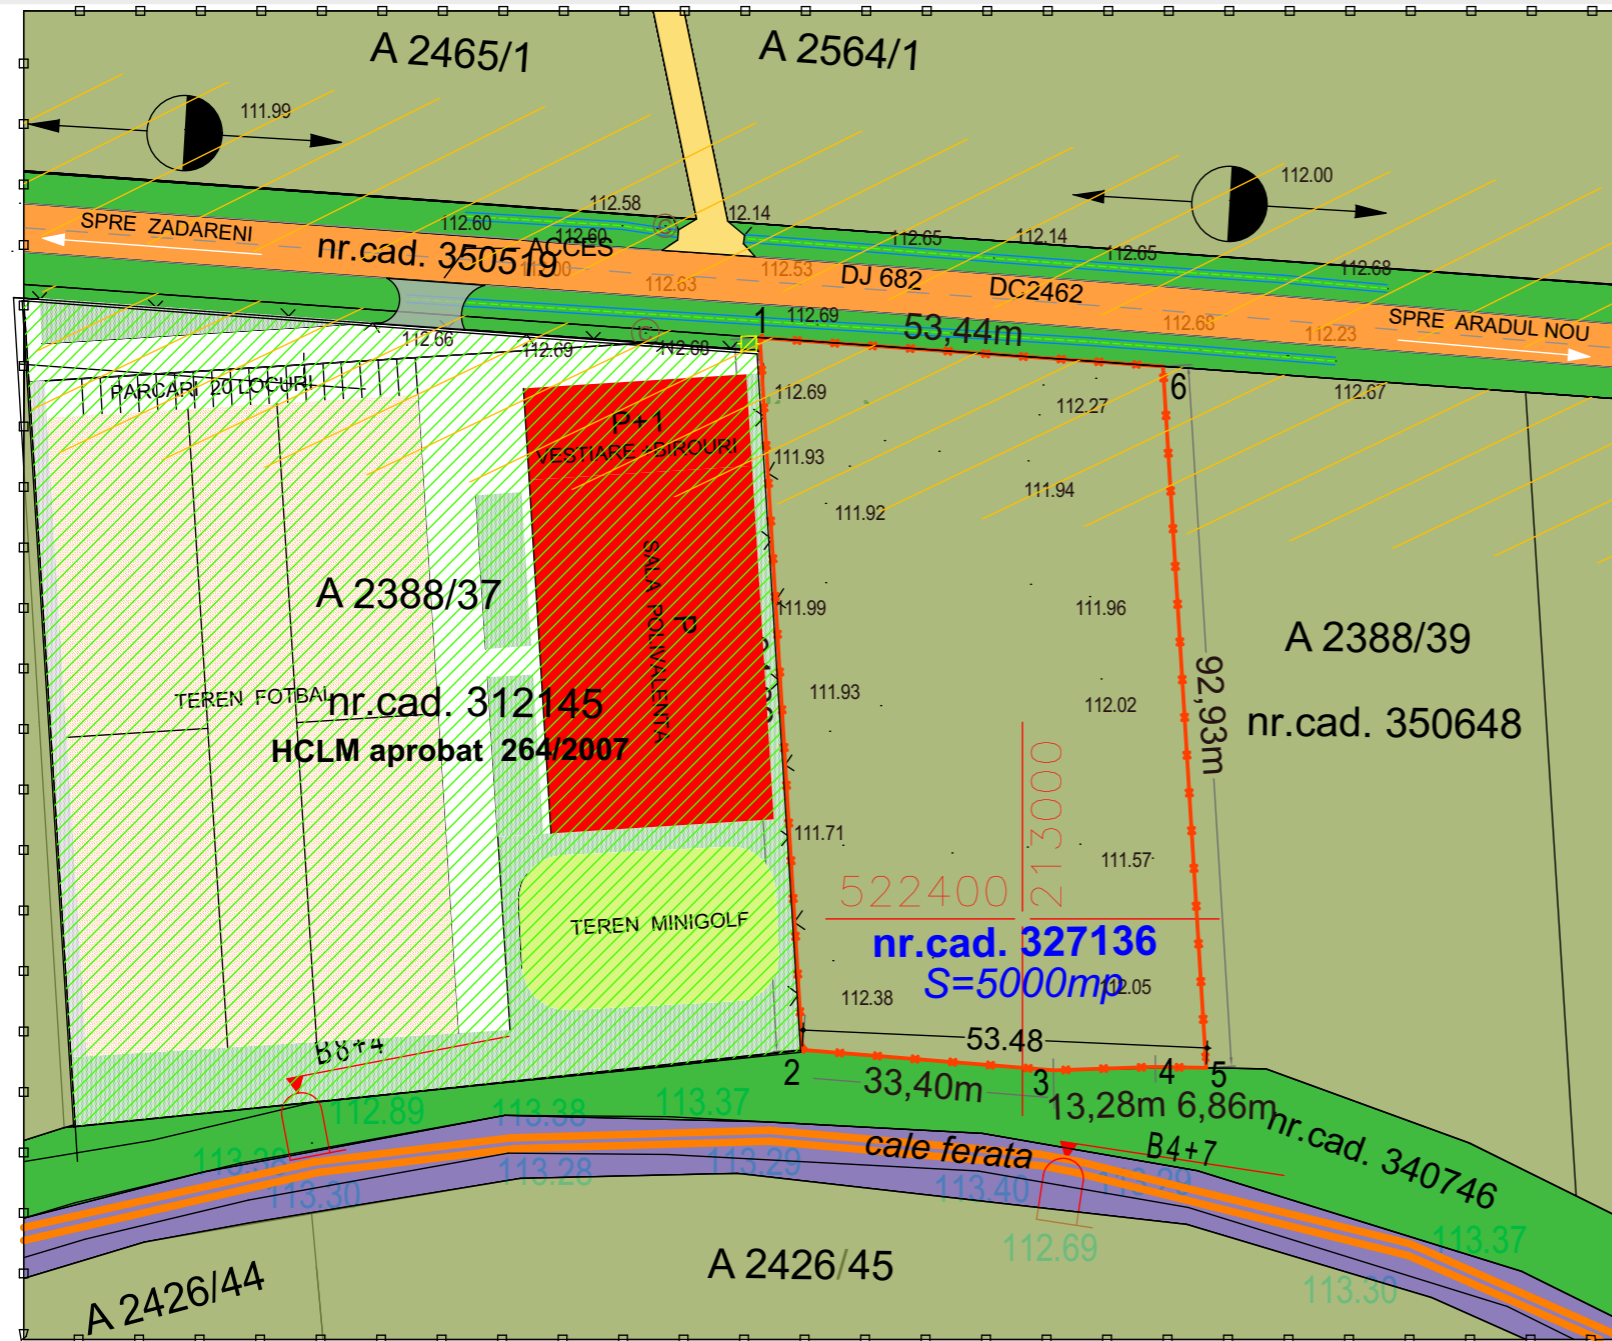 A 2465/1
A 2564/1
111.99
112.00
112.58
112.60
112.60
12.14
112.65
112.14
112.65
112.68
SPRE ZADARENI
nr.cad. 350519
ACCES
112.63
112.53
DJ 682
DC2462
112.68
112.23
SPRE ARADUL NOU
112.66
112.69
112.68
1
112.69
53,44m
6
112.67
PARCARI 20 LOCURI
P+1
VESTIARE +BIROURI
112.69
112.27
111.93
111.94
111.92
A 2388/37
SALA POLIVALENTA
P
111.99
111.96
A 2388/39
TEREN FOTBAL
nr.cad. 312145
HCLM aprobat 264/2007
111.93
112.02
92,93m
nr.cad. 350648
111.71
111.57
522400
213000
TEREN MINIGOLF
nr.cad. 327136
S=5000mp
112.38
112.05
53.48
B8+4
2
33,40m
3
4
5
13,28m
6,86m
nr.cad. 340746
112.89
113.38
113.37
cale ferata
B4+7
113.30
113.28
113.29
113.40
112.69
113.37
113.30
A 2426/44
A 2426/45